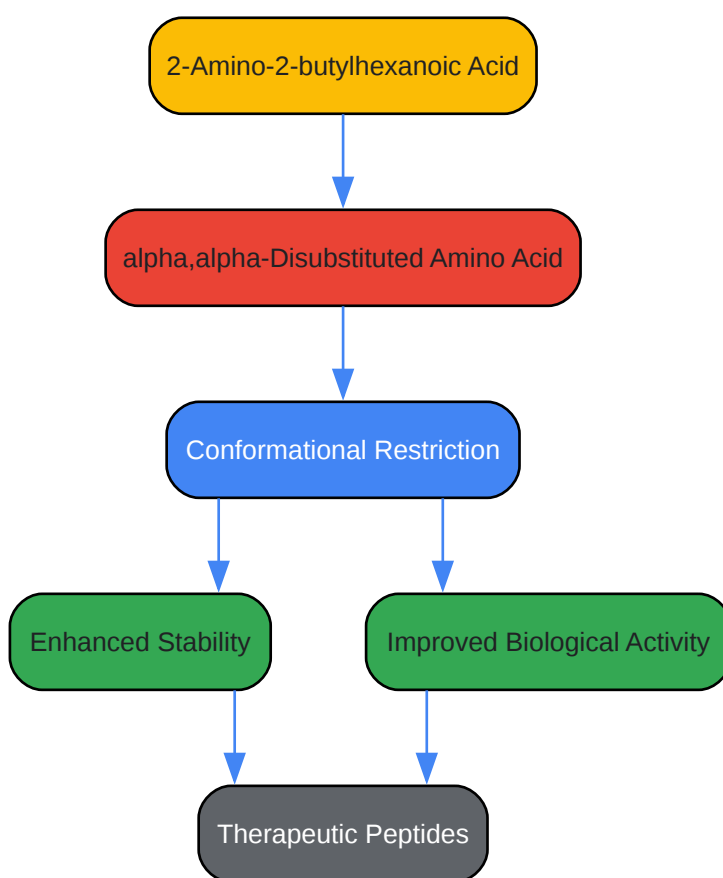 2-Amino-2-butylhexanoic Acid
alpha,alpha-Disubstituted Amino Acid
Conformational Restriction
Enhanced Stability
Improved Biological Activity
Therapeutic Peptides